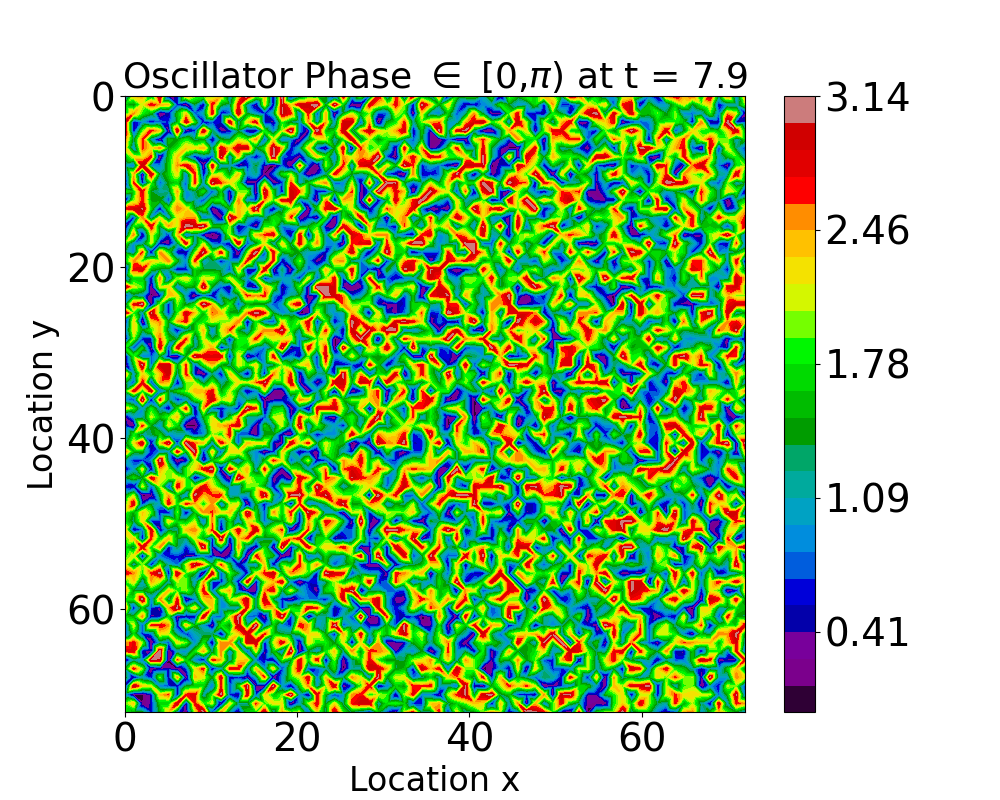 Oscillator Phase ∈ [0,π) at t = 7.9
0
20
40
60
Location y
0 20 40 60
Location x
3.14
2.46
1.78
1.09
0.41